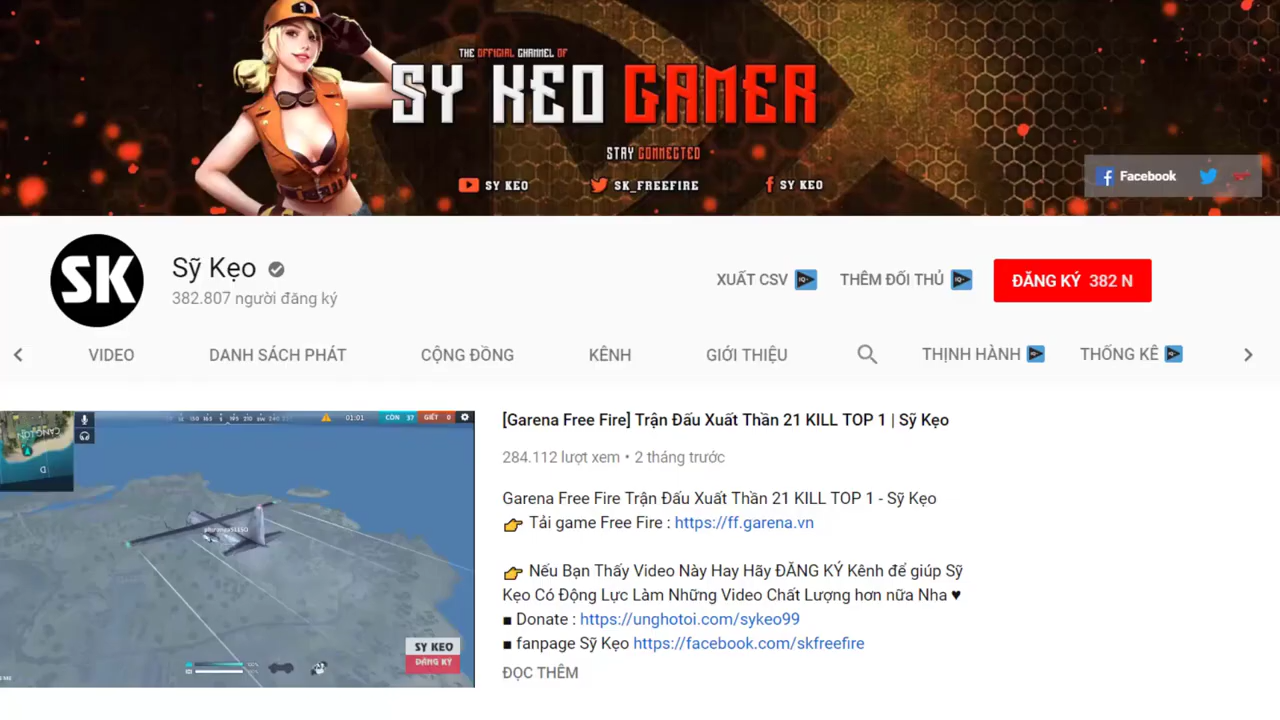 THE OFFICIAL CHANNEL OF
SY KEO GAMER
STAY CONNECTED
SY KEO
SK_FREEFIRE
SY KEO
Facebook
SK
Sỹ Kẹo
382.807 người đăng ký
XUẤT CSV
THÊM ĐỐI THỦ
ĐĂNG KÝ 382 N
VIDEO
DANH SÁCH PHÁT
CỘNG ĐỒNG
KÊNH
GIỚI THIỆU
THỊNH HÀNH
THỐNG KÊ
01:01
CÒN 37
GIẾT 0
SY KEO
ĐĂNG KÝ
[Garena Free Fire] Trận Đấu Xuất Thần 21 KILL TOP 1 | Sỹ Kẹo
284.112 lượt xem • 2 tháng trước
Garena Free Fire Trận Đấu Xuất Thần 21 KILL TOP 1 - Sỹ Kẹo
👉 Tải game Free Fire : https://ff.garena.vn
👉 Nếu Bạn Thấy Video Này Hay Hãy ĐĂNG KÝ Kênh để giúp Sỹ
Kẹo Có Động Lực Làm Những Video Chất Lượng hơn nữa Nha ♥
■ Donate : https://unghotoi.com/sykeo99
■ fanpage Sỹ Kẹo https://facebook.com/skfreefire
ĐỌC THÊM